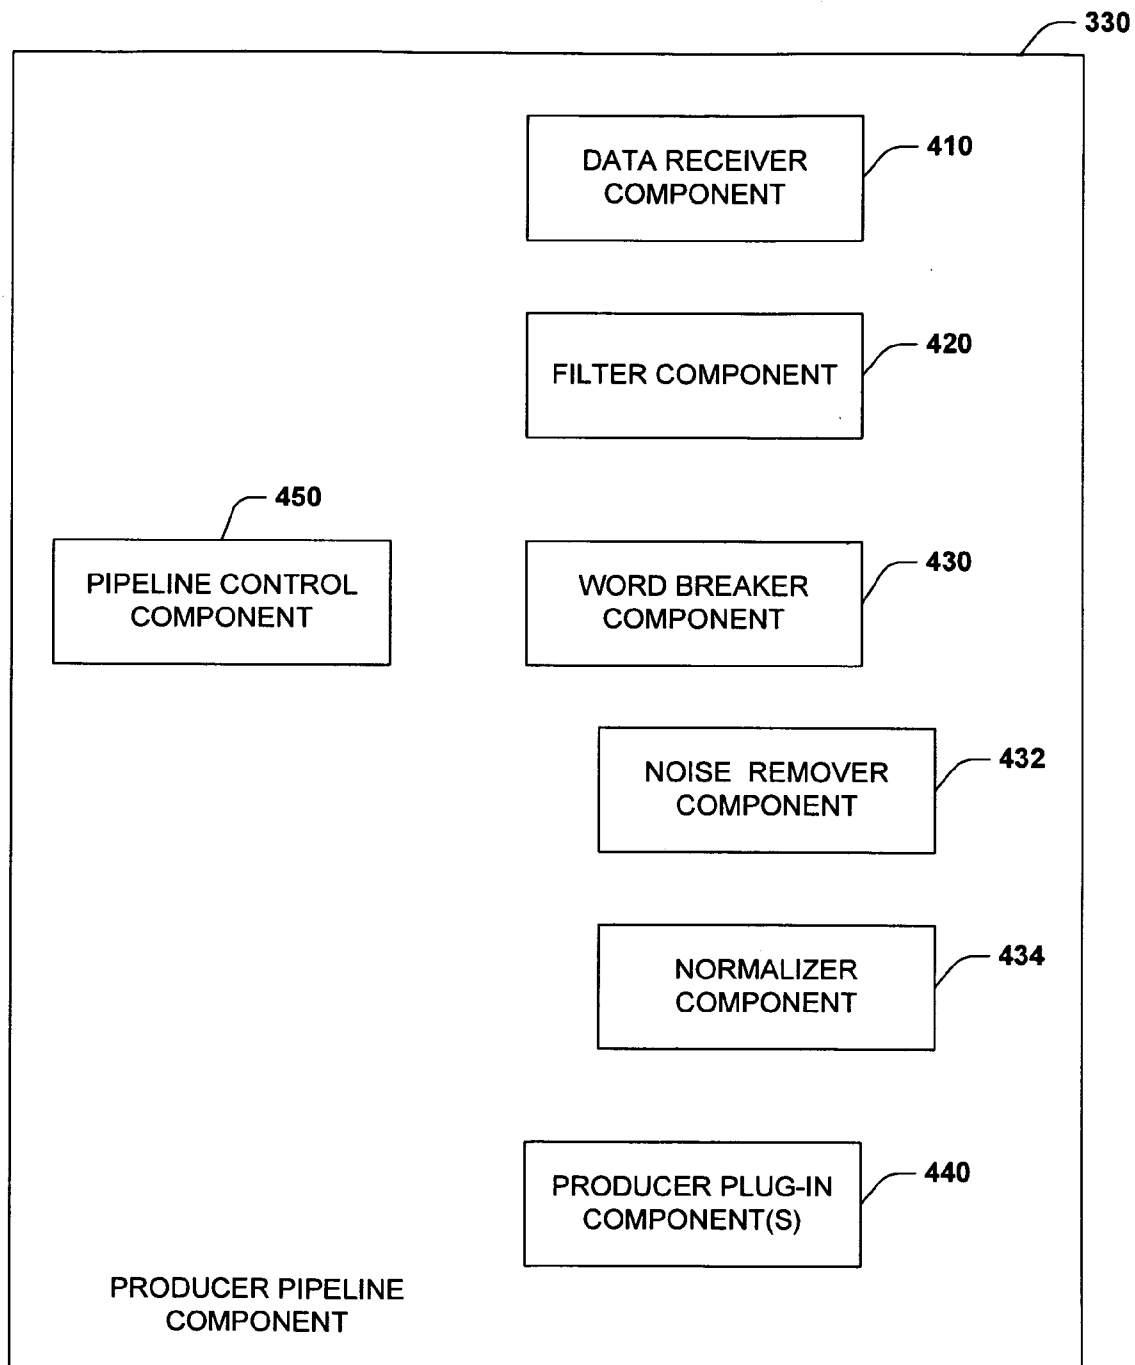 330
DATA RECEIVER
COMPONENT
410
FILTER COMPONENT
420
450
PIPELINE CONTROL
COMPONENT
WORD BREAKER
COMPONENT
430
NOISE REMOVER
COMPONENT
432
NORMALIZER
COMPONENT
434
PRODUCER PLUG-IN
COMPONENT(S)
440
PRODUCER PIPELINE
COMPONENT